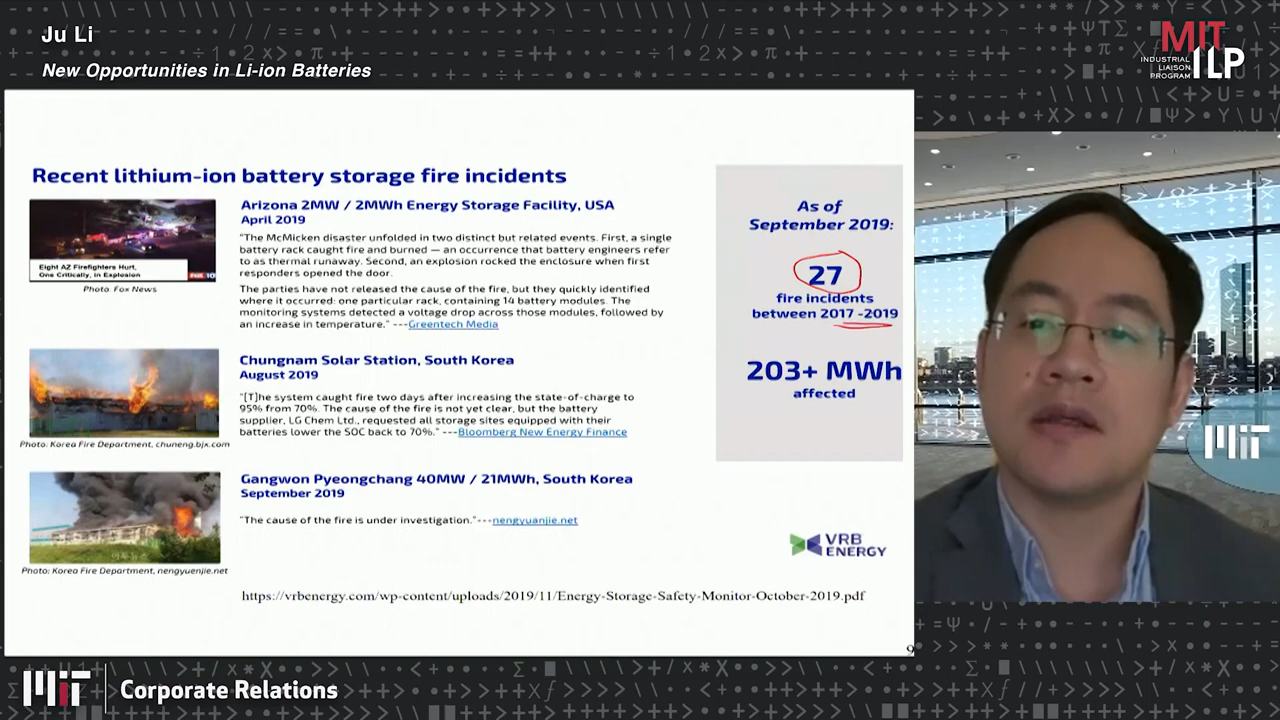 Ju Li
New Opportunities in Li-ion Batteries
MIT
INDUSTRIAL
LIAISON
PROGRAM
ILP
Recent lithium-ion battery storage fire incidents
Eight AZ Firefighters Hurt,
One Critically, in Explosion
FOX 10
Photo: Fox News
Arizona 2MW / 2MWh Energy Storage Facility, USA
April 2019
"The McMicken disaster unfolded in two distinct but related events. First, a single
battery rack caught fire and burned — an occurrence that battery engineers refer
to as thermal runaway. Second, an explosion rocked the enclosure when first
responders opened the door.
The parties have not released the cause of the fire, but they quickly identified
where it occurred: one particular rack, containing 14 battery modules. The
monitoring systems detected a voltage drop across those modules, followed by
an increase in temperature." ---Greentech Media
Photo: Korea Fire Department, chuneng.bjx.com
Chungnam Solar Station, South Korea
August 2019
"[T]he system caught fire two days after increasing the state-of-charge to
95% from 70%. The cause of the fire is not yet clear, but the battery
supplier, LG Chem Ltd., requested all storage sites equipped with their
batteries lower the SOC back to 70%." ---Bloomberg New Energy Finance
Photo: Korea Fire Department, nengyuenjie.net
Gangwon Pyeongchang 40MW / 21MWh, South Korea
September 2019
"The cause of the fire is under investigation."---nengyuanjie.net
As of
September 2019:
27
fire incidents
between 2017 -2019
203+ MWh
affected
VRB
ENERGY
https://vrbenergy.com/wp-content/uploads/2019/11/Energy-Storage-Safety-Monitor-October-2019.pdf
9
MIT
MIT
Corporate Relations